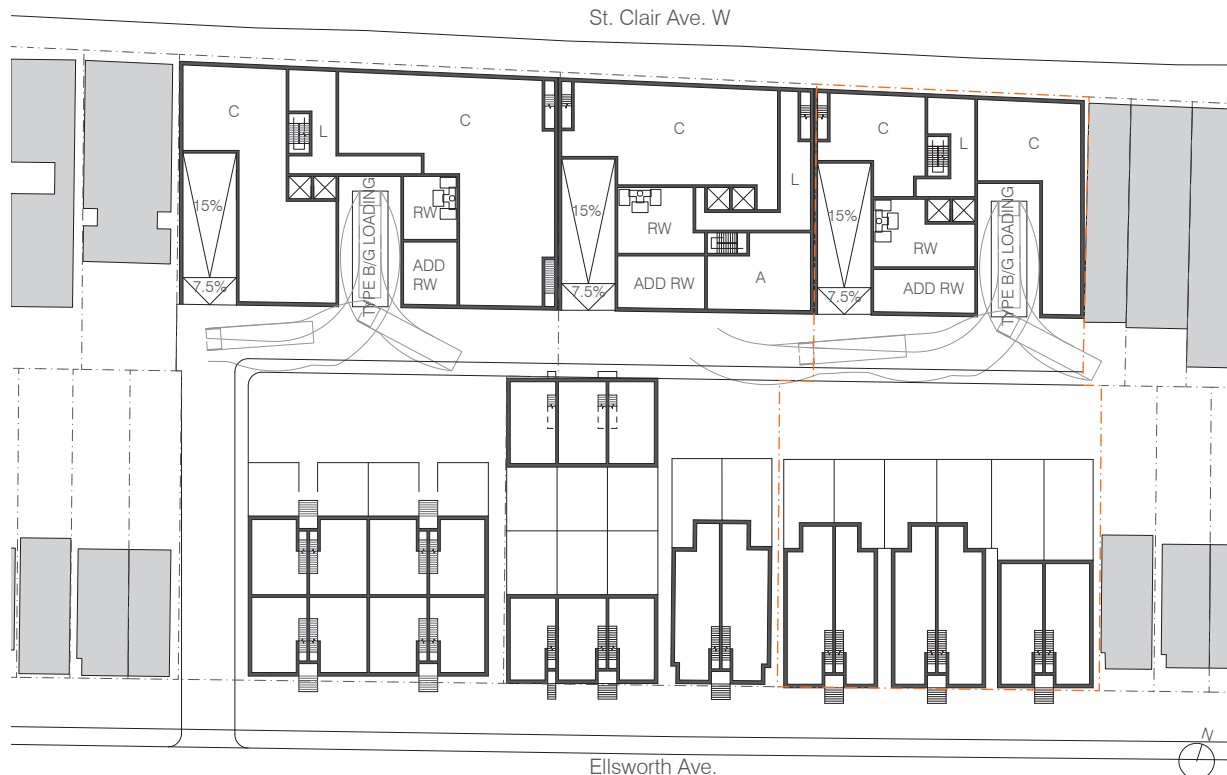 St. Clair Ave. W
C
L
C
C
L
C
L
C
15%
TYPE B/G LOADING
RW
15%
RW
15%
RW
TYPE B/G LOADING
7.5%
ADD
RW
7.5%
ADD RW
A
7.5%
ADD RW
Ellsworth Ave.
N